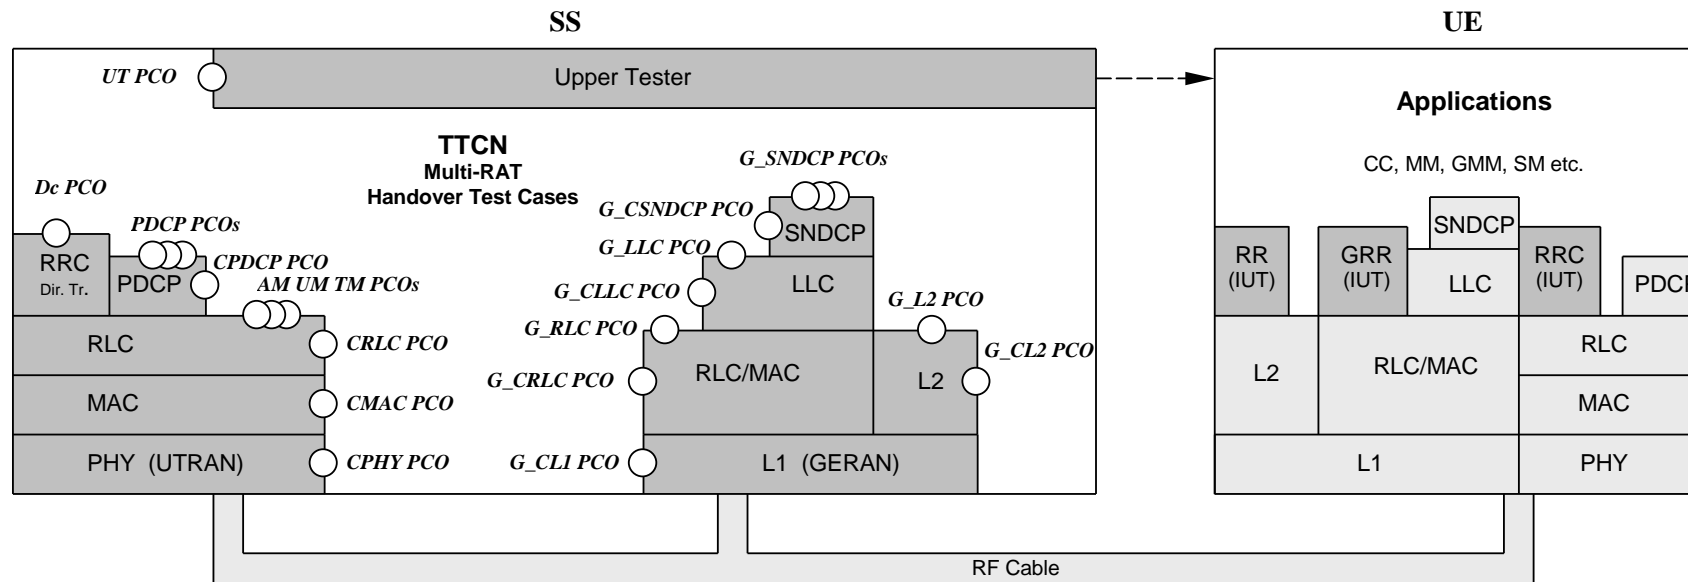 SS
UE
UT PCO
Upper Tester
Applications
TTCN
Multi-RAT
Handover Test Cases
G_SNDCP PCOs
CC, MM, GMM, SM etc.
Dc PCO
PDCP PCOs
G_CSNDCP PCO
SNDCP
SNDCP
RRC
Dir. Tr.
PDCP
CPDCP PCO
AM UM TM PCOs
G_LLC PCO
G_CLLC PCO
LLC
G_L2 PCO
RR
(IUT)
GRR
(IUT)
LLC
RRC
(IUT)
PDCP
RLC
CRLC PCO
G_RLC PCO
G_CRLC PCO
RLC/MAC
L2
G_CL2 PCO
L2
RLC/MAC
RLC
MAC
CMAC PCO
MAC
PHY (UTRAN)
CPHY PCO
G_CL1 PCO
L1 (GERAN)
L1
PHY
RF Cable